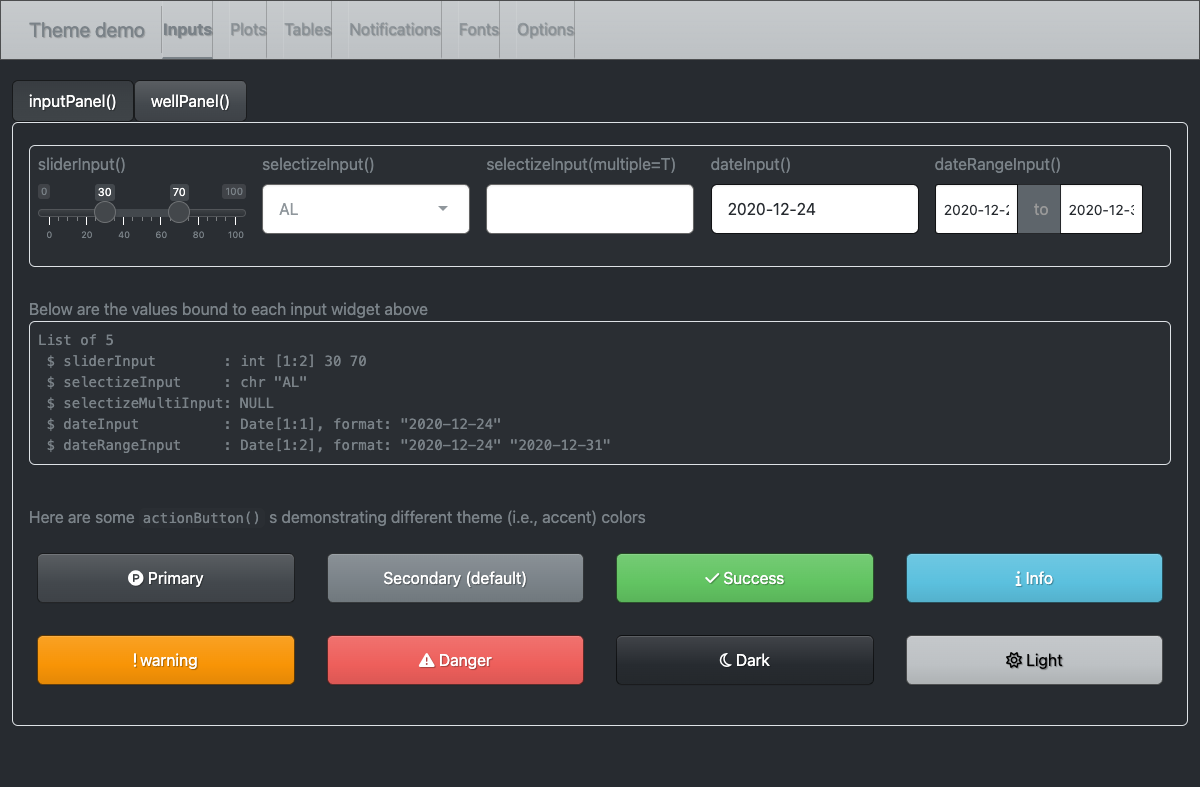 Theme demo Inputs Plots Tables Notifications Fonts Options
inputPanel() wellPanel()
sliderInput() selectizeInput() selectizeInput(multiple=T) dateInput() dateRangeInput()
0 30 70 100
AL 2020-12-24 2020-12-2 to 2020-12-3
0 20 40 60 80 100
Below are the values bound to each input widget above
List of 5
$ sliderInput : int [1:2] 30 70
$ selectizeInput : chr "AL"
$ selectizeMultiInput: NULL
$ dateInput : Date[1:1], format: "2020-12-24"
$ dateRangeInput : Date[1:2], format: "2020-12-24" "2020-12-31"
Here are some actionButton() s demonstrating different theme (i.e., accent) colors
Primary Secondary (default) Success Info
! warning Danger Dark Light